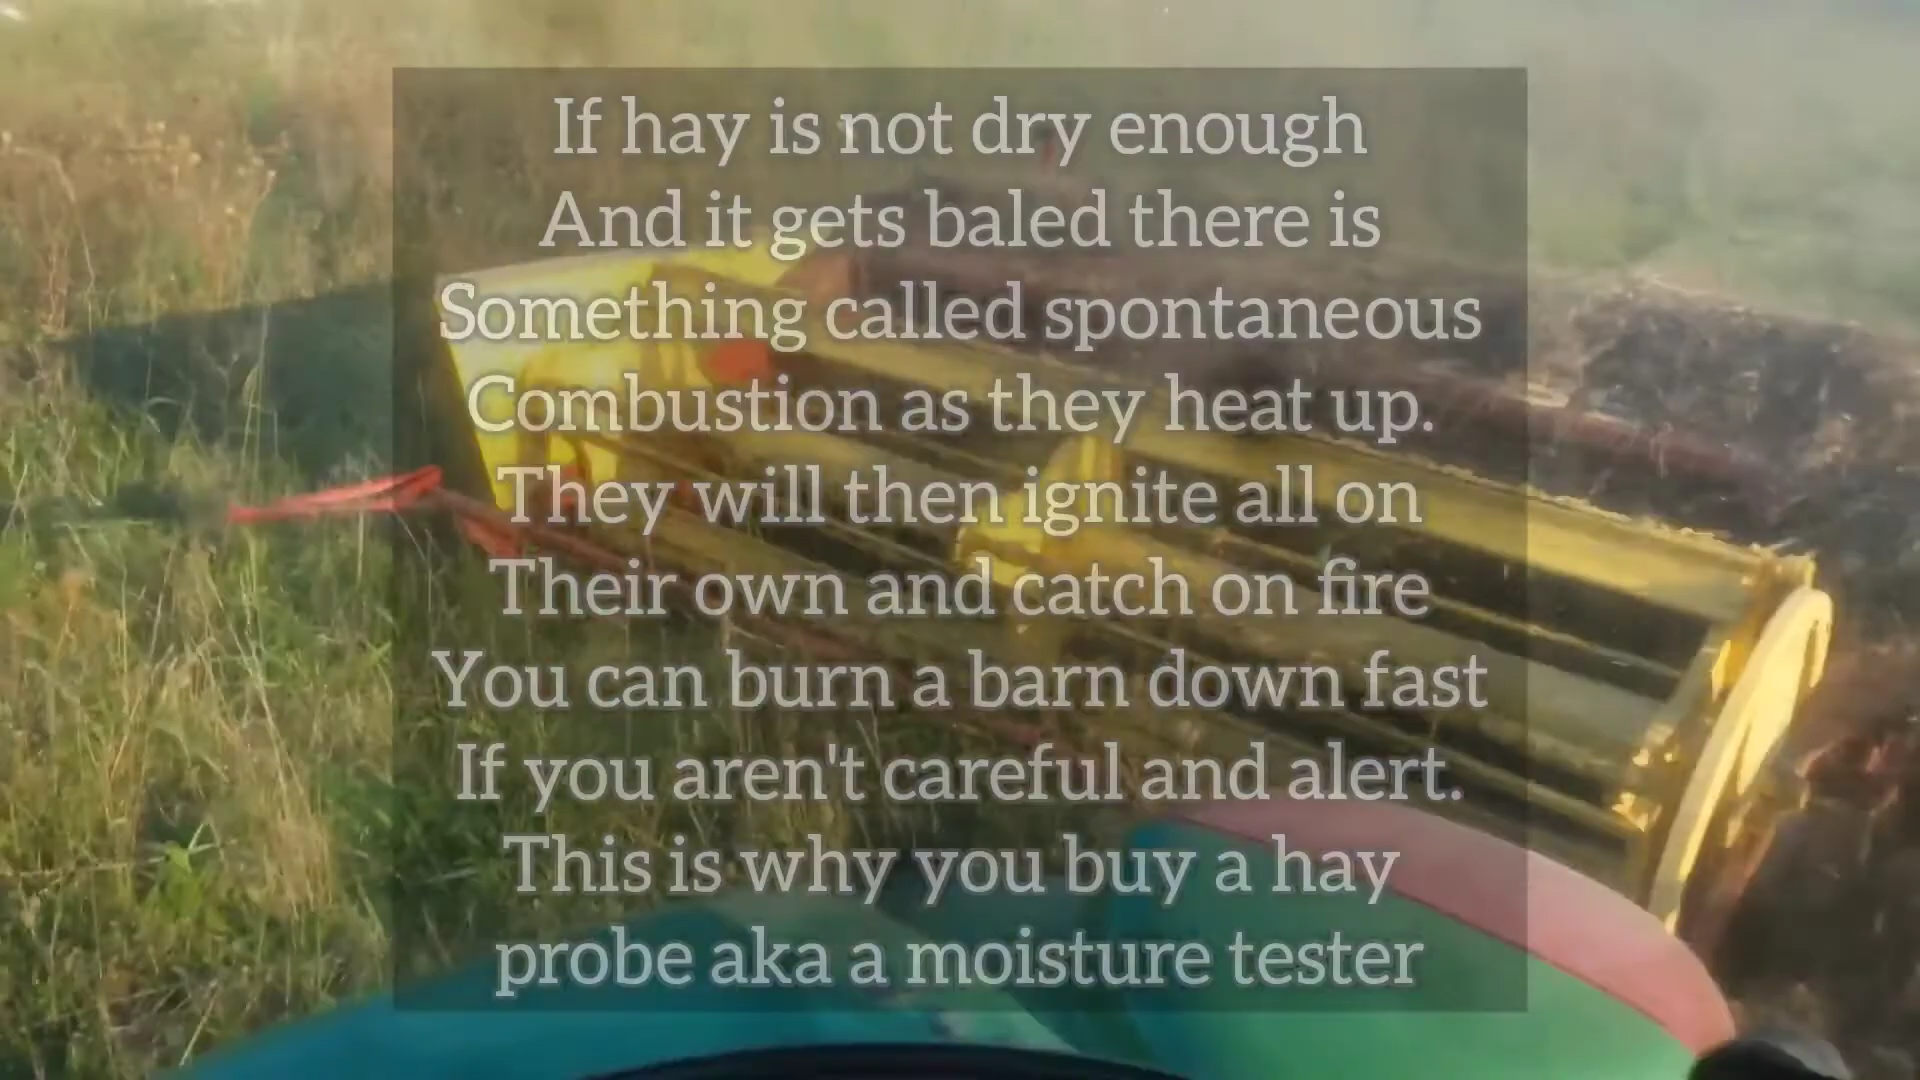 If hay is not dry enough
And it gets baled there is
Something called spontaneous
Combustion as they heat up.
They will then ignite all on
Their own and catch on fire
You can burn a barn down fast
If you aren't careful and alert.
This is why you buy a hay
probe aka a moisture tester